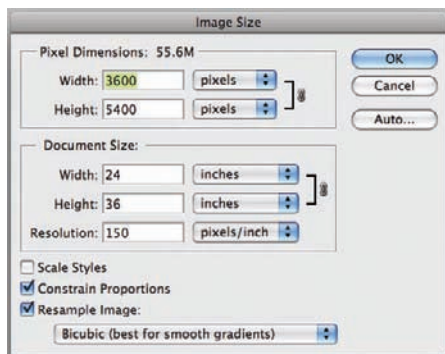 Image Size
Pixel Dimensions: 55.6M
OK
Width: 3600 pixels
Cancel
Height: 5400 pixels
Auto...
Document Size:
Width: 24 inches
Height: 36 inches
Resolution: 150 pixels/inch
Scale Styles
Constrain Proportions
Resample Image:
Bicubic (best for smooth gradients)